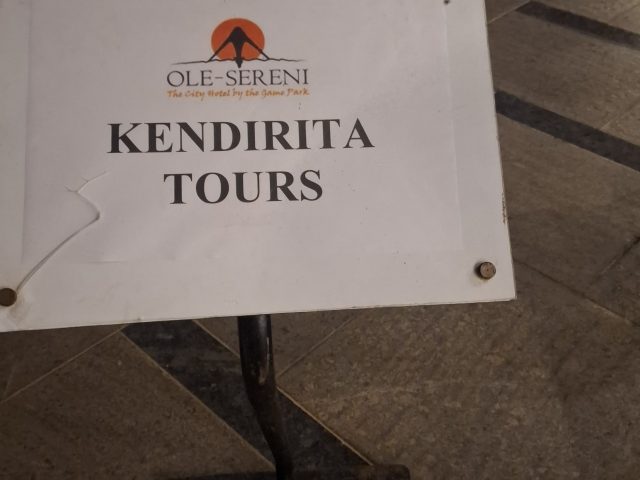 OLE-SERENI
The City Hotel by the Game Park
KENDIRITA
TOURS